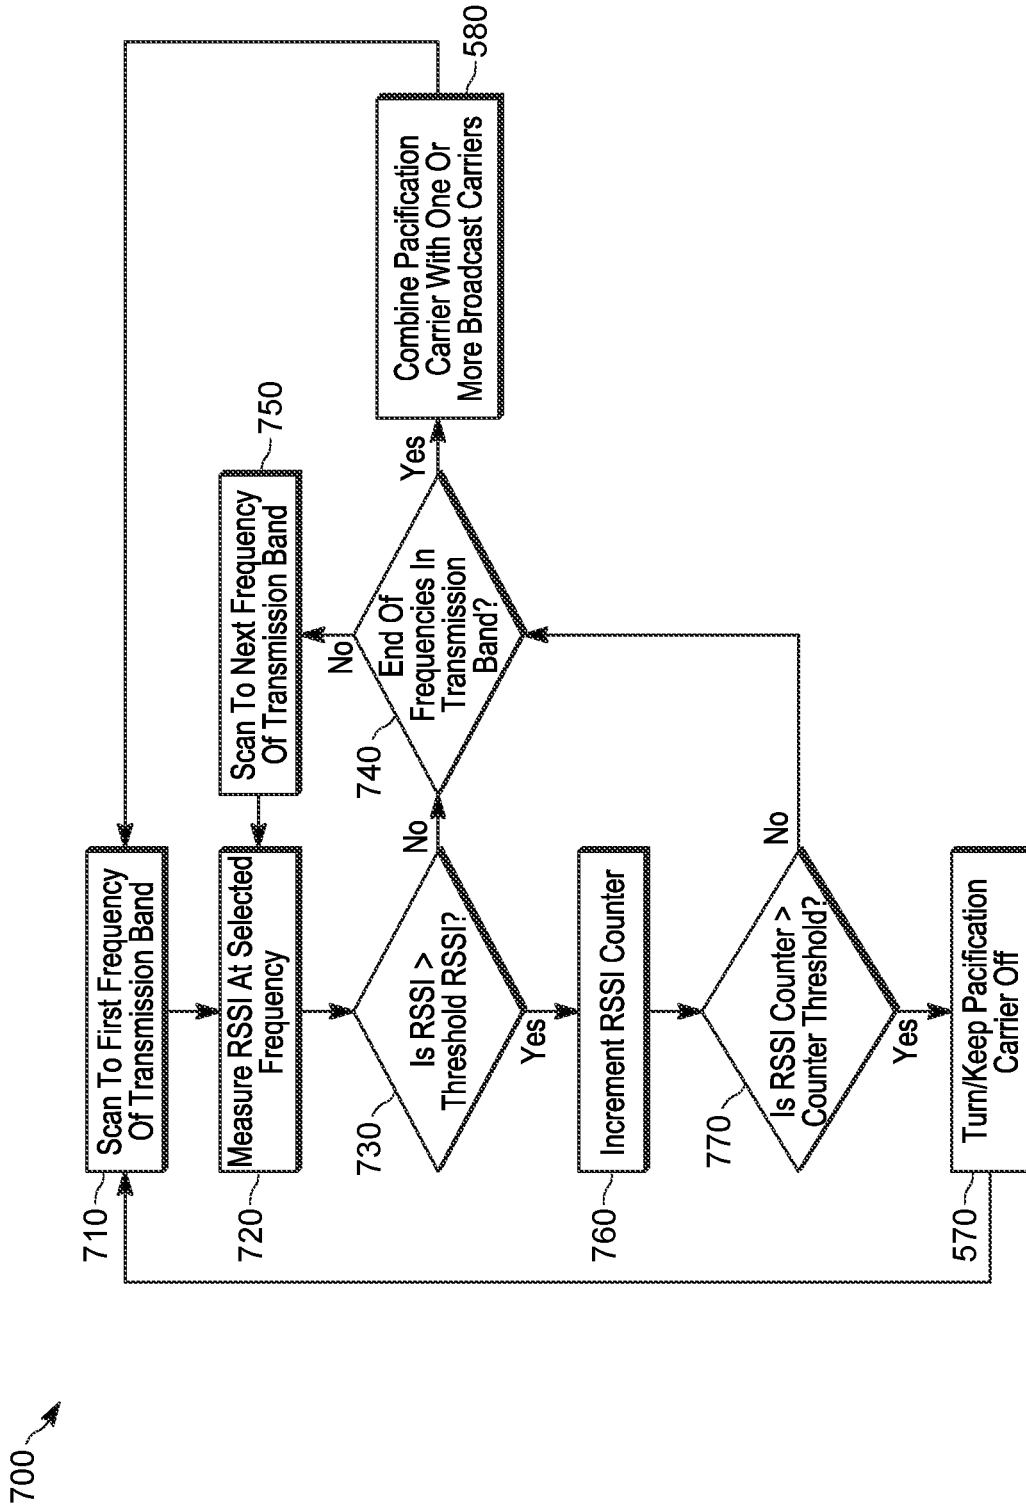 700
710
Scan To First Frequency
Of Transmission Band
720
Measure RSSI At Selected
Frequency
750
Scan To Next Frequency
Of Transmission Band
730
Is RSSI >
Threshold RSSI?
No
Yes
740
End Of
Frequencies In
Transmission
Band?
No
Yes
580
Combine Pacification
Carrier With One Or
More Broadcast Carriers
760
Increment RSSI Counter
770
Is RSSI Counter >
Counter Threshold?
No
Yes
570
Turn/Keep Pacification
Carrier Off